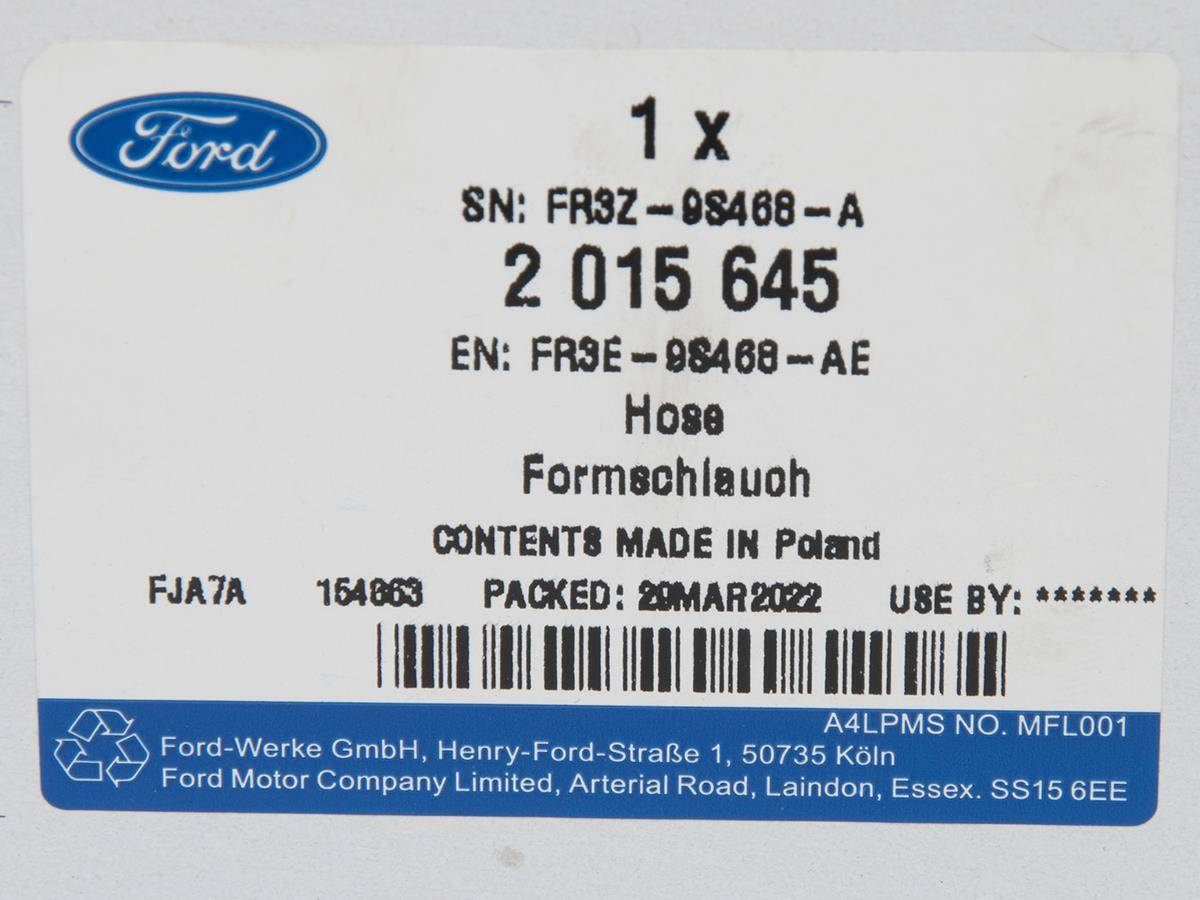 Ford
1 x
SN: FR3Z-9S468-A
2 015 645
EN: FR3E-9S468-AE
Hose
Formschlauch
CONTENTS MADE IN Poland
FJA7A 154863 PACKED: 29MAR2022 USE BY: *******
A4LPMS NO. MFL001
Ford-Werke GmbH, Henry-Ford-Straße 1, 50735 Köln
Ford Motor Company Limited, Arterial Road, Laindon, Essex. SS15 6EE